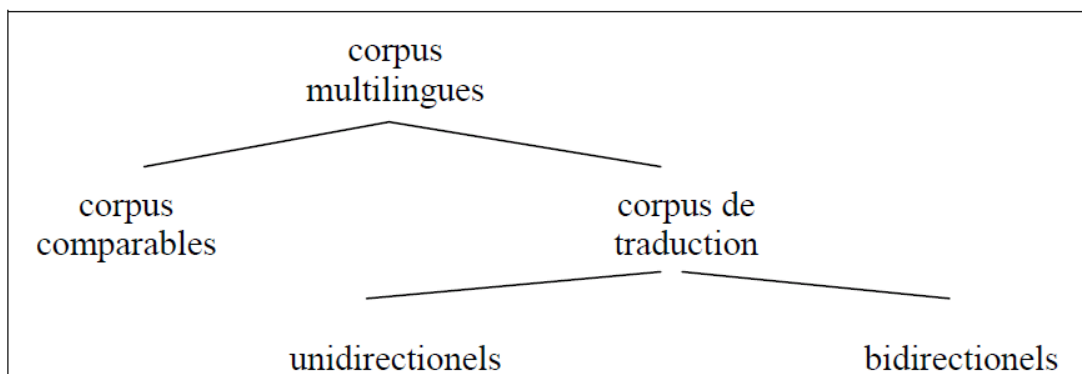 corpus
multilingues
corpus
comparables
corpus de
traduction
unidirectionels
bidirectionels